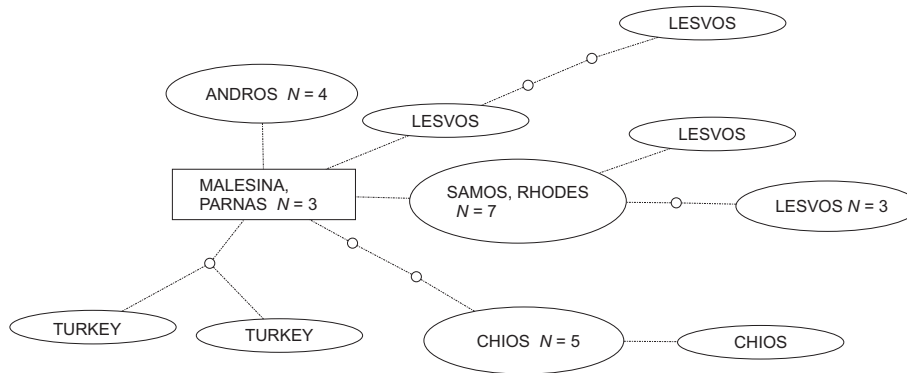 LESVOS
ANDROS N = 4
LESVOS
LESVOS
MALESINA,
PARNAS N = 3
SAMOS, RHODES
N = 7
LESVOS N = 3
TURKEY
TURKEY
CHIOS N = 5
CHIOS